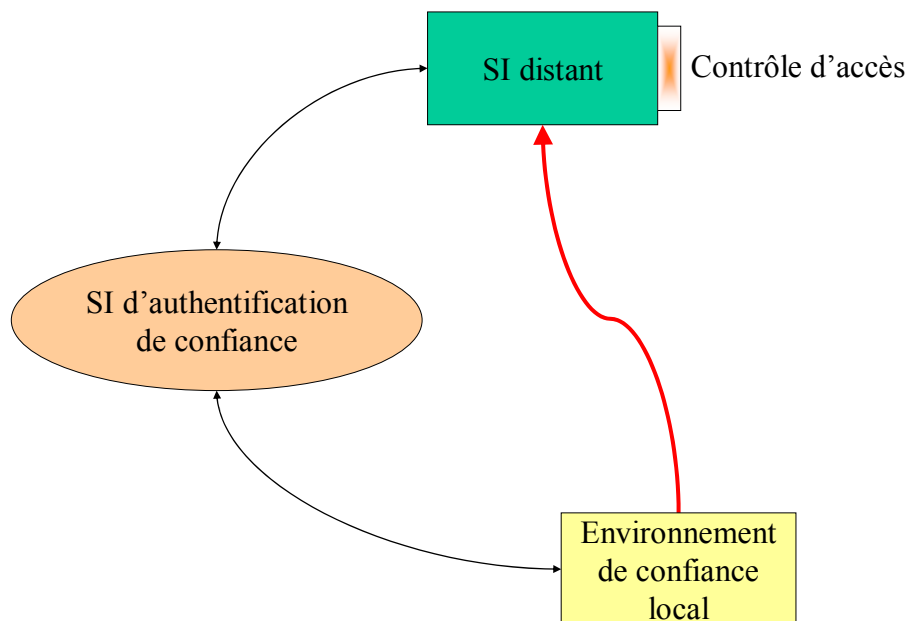 SI distant
Contrôle d’accès
SI d’authentification
de confiance
Environnement
de confiance
local